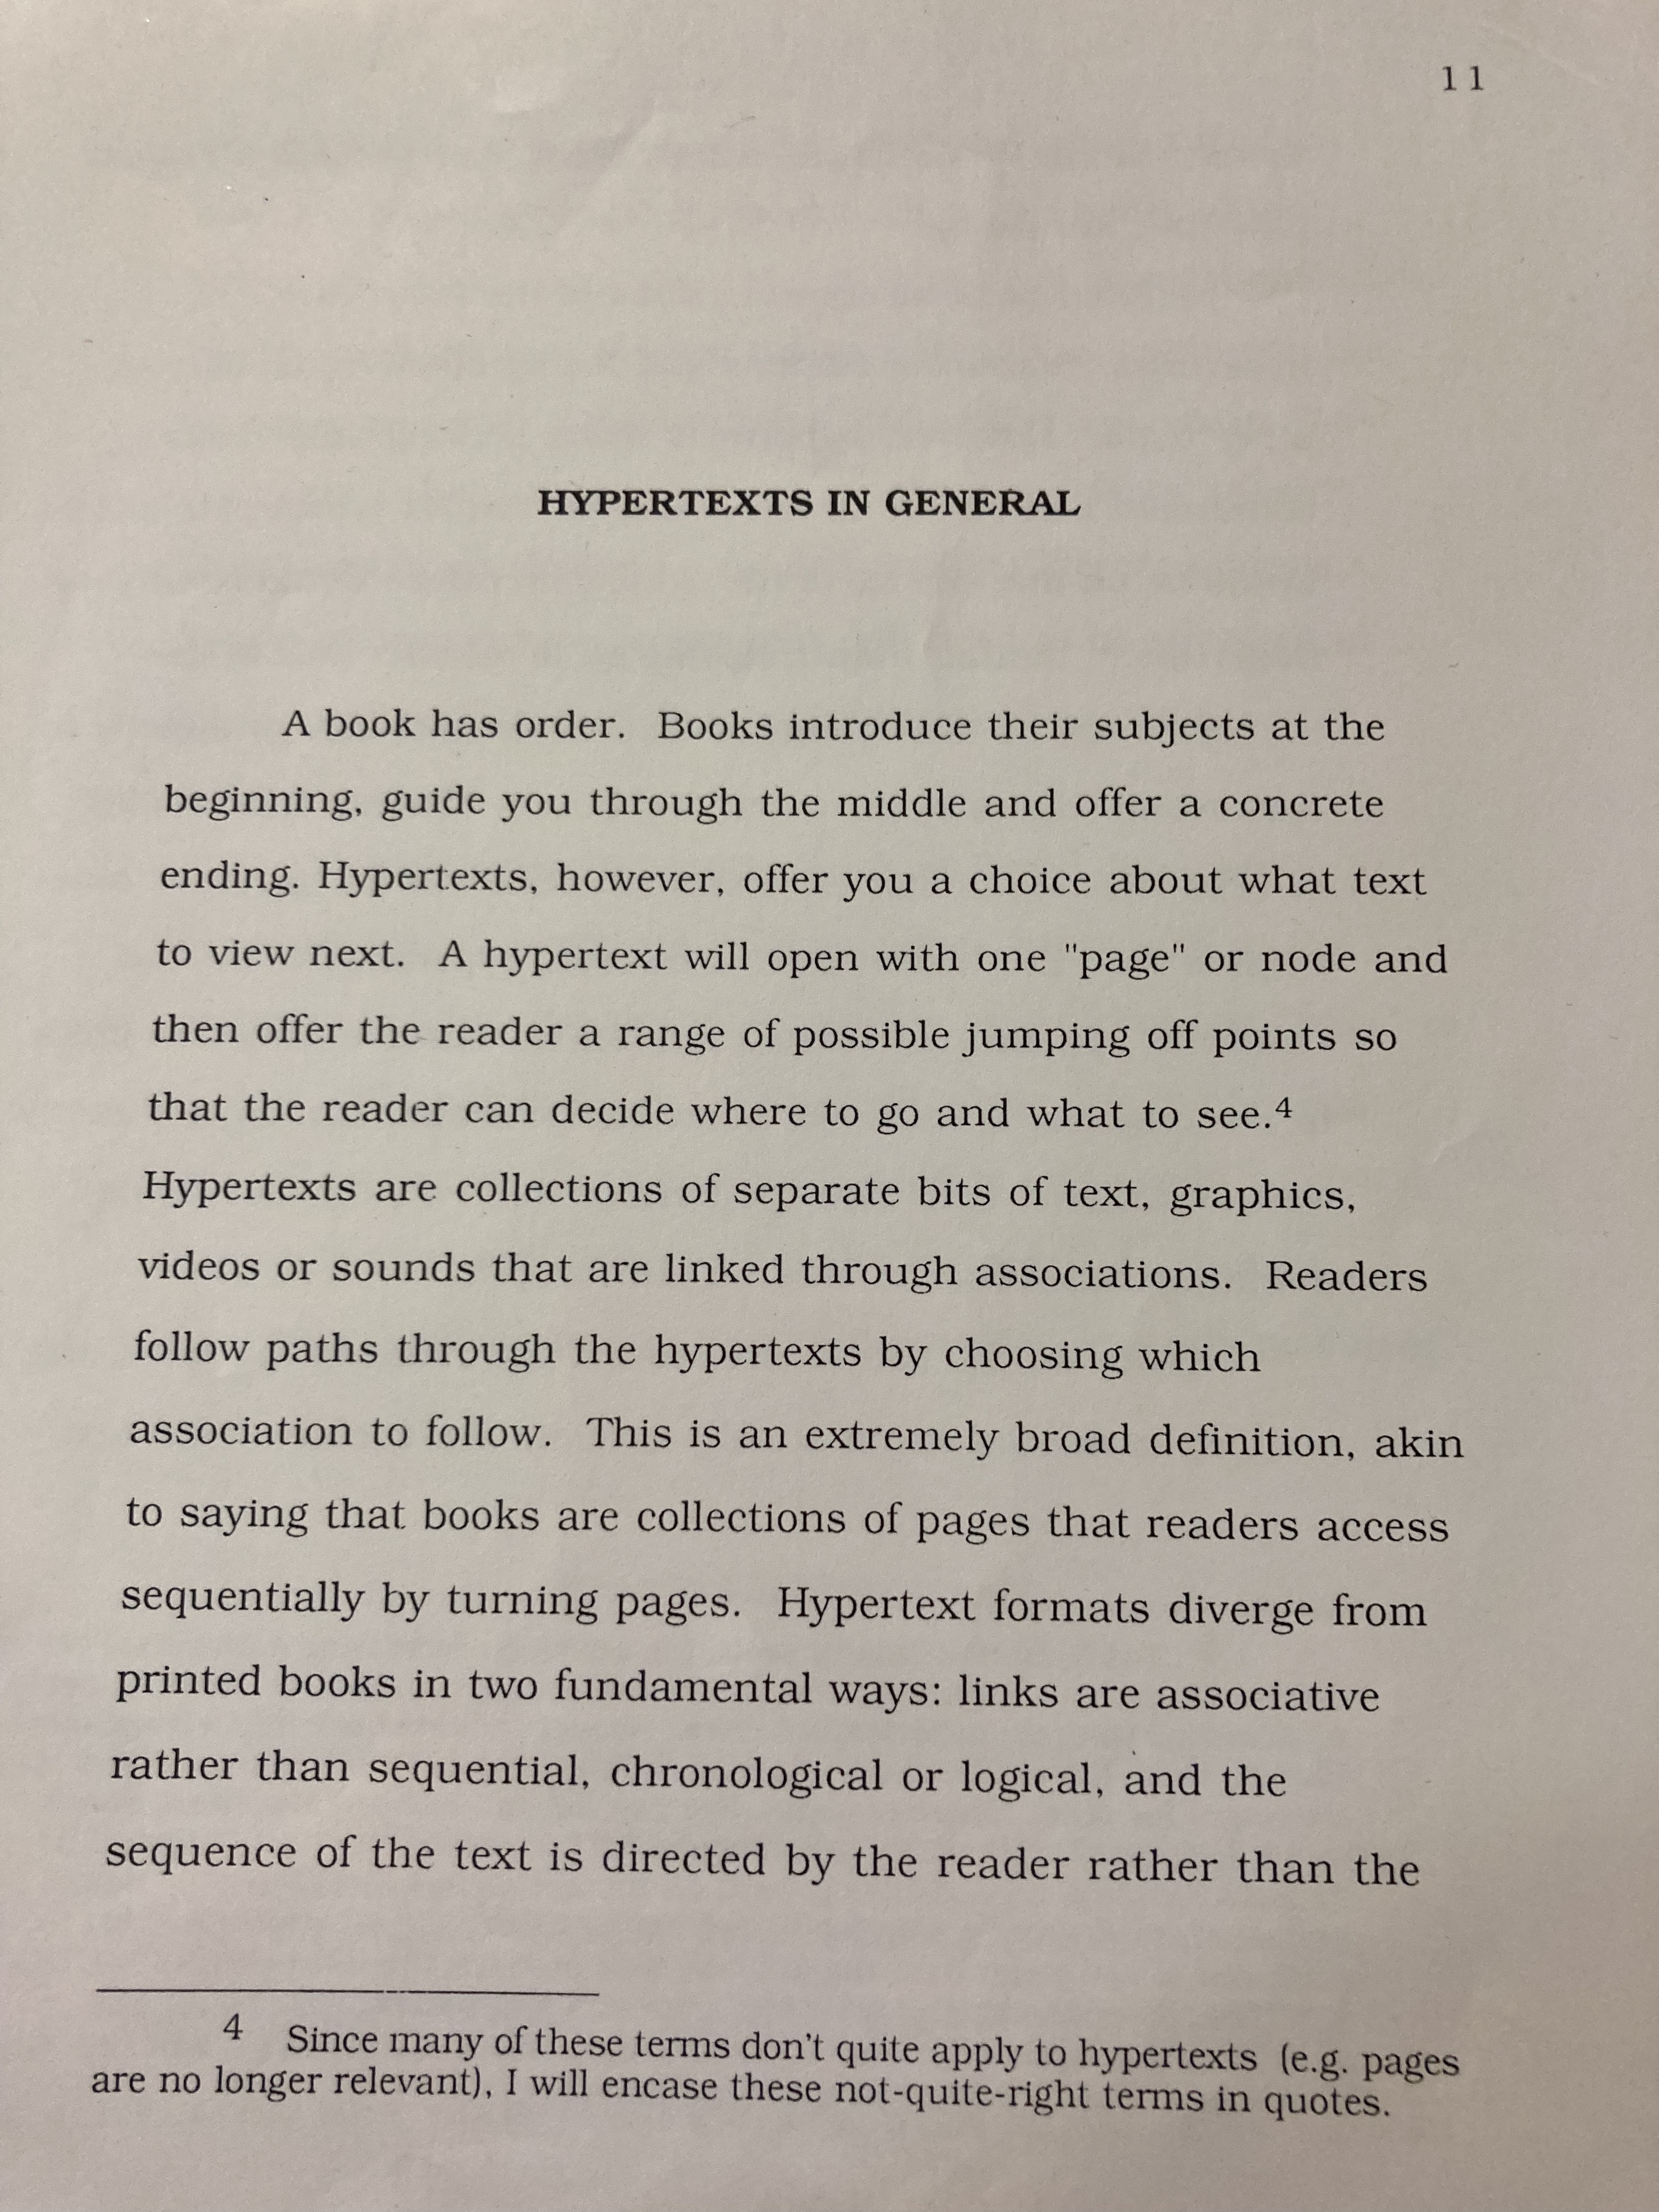 11
HYPERTEXTS IN GENERAL
A book has order. Books introduce their subjects at the
beginning, guide you through the middle and offer a concrete
ending. Hypertexts, however, offer you a choice about what text
to view next. A hypertext will open with one "page" or node and
then offer the reader a range of possible jumping off points so
that the reader can decide where to go and what to see.4
Hypertexts are collections of separate bits of text, graphics,
videos or sounds that are linked through associations. Readers
follow paths through the hypertexts by choosing which
association to follow. This is an extremely broad definition, akin
to saying that books are collections of pages that readers access
sequentially by turning pages. Hypertext formats diverge from
printed books in two fundamental ways: links are associative
rather than sequential, chronological or logical, and the
sequence of the text is directed by the reader rather than the
4 Since many of these terms don't quite apply to hypertexts (e.g. pages
are no longer relevant), I will encase these not-quite-right terms in quotes.